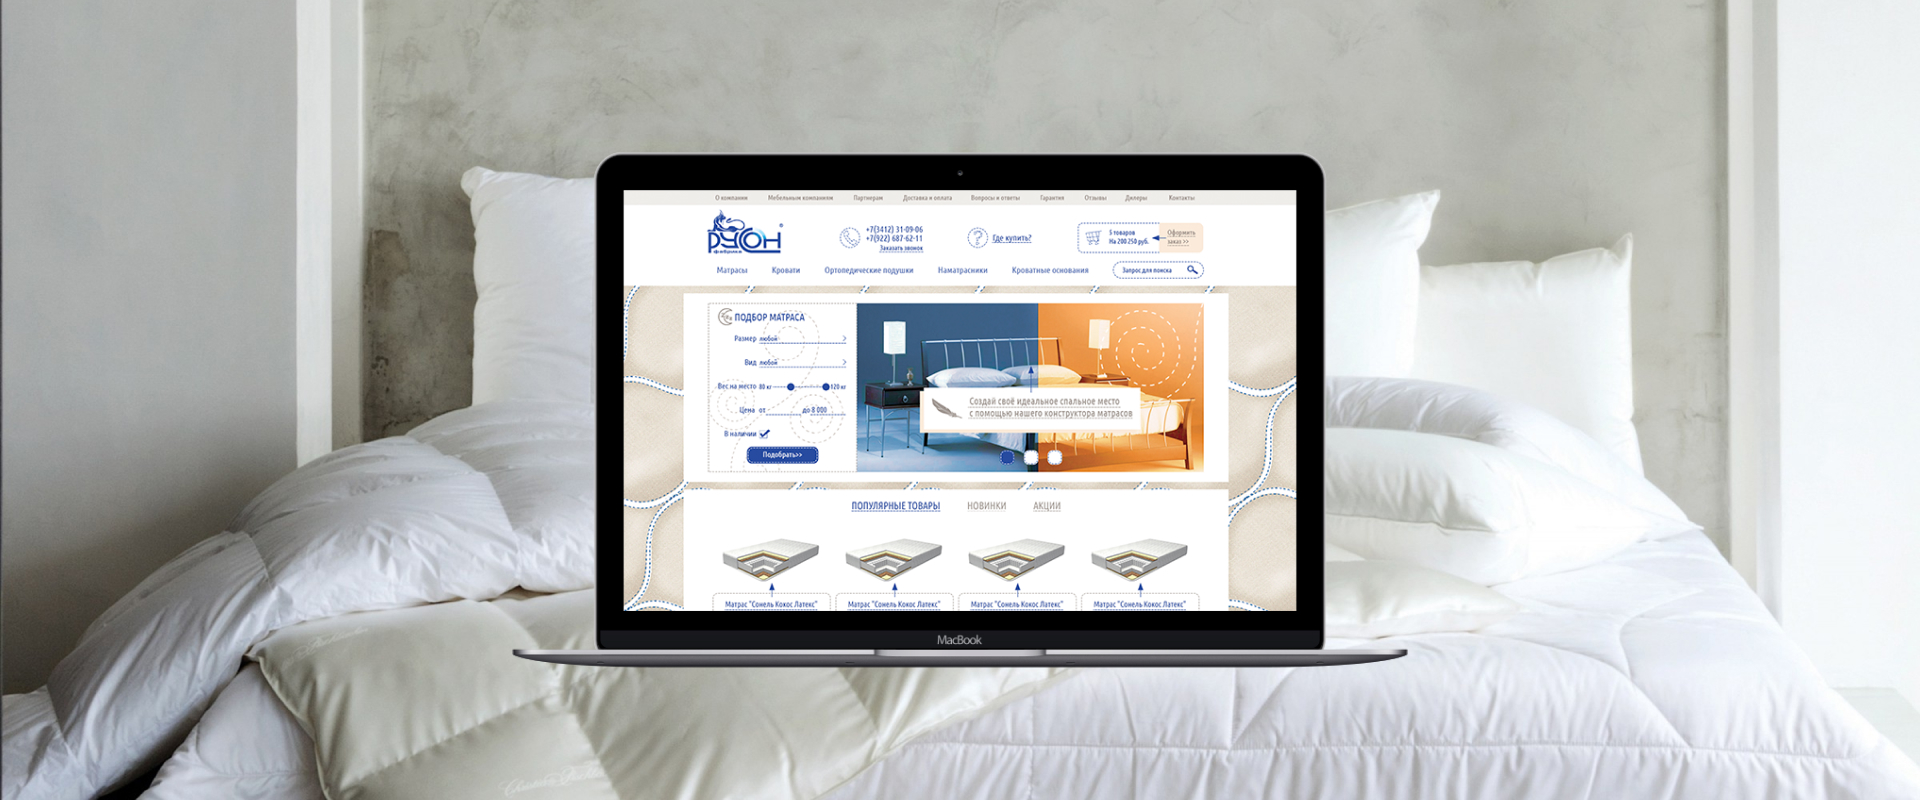 О компании Мебельным компаниям Партнерам Доставка и оплата Вопросы и ответы Гарантия Отзывы Дилеры Контакты
РУСОН ®
фабрика
+7(3412) 31-09-06
+7(922) 687-62-11
Заказать звонок
Где купить?
5 товаров
На 200 250 руб.
Оформить
заказ >>
Матрасы Кровати Ортопедические подушки Наматрасники Кроватные основания Запрос для поиска
ПОДБОР МАТРАСА
Размер любой
Вид любой
Вес на место 80 кг 120 кг
Цена от до 8 000
В наличии
Подобрать>>
Создай своё идеальное спальное место
с помощью нашего конструктора матрасов
ПОПУЛЯРНЫЕ ТОВАРЫ НОВИНКИ АКЦИИ
Матрас "Сонель Кокос Латекс" Матрас "Сонель Кокос Латекс" Матрас "Сонель Кокос Латекс" Матрас "Сонель Кокос Латекс"
MacBook